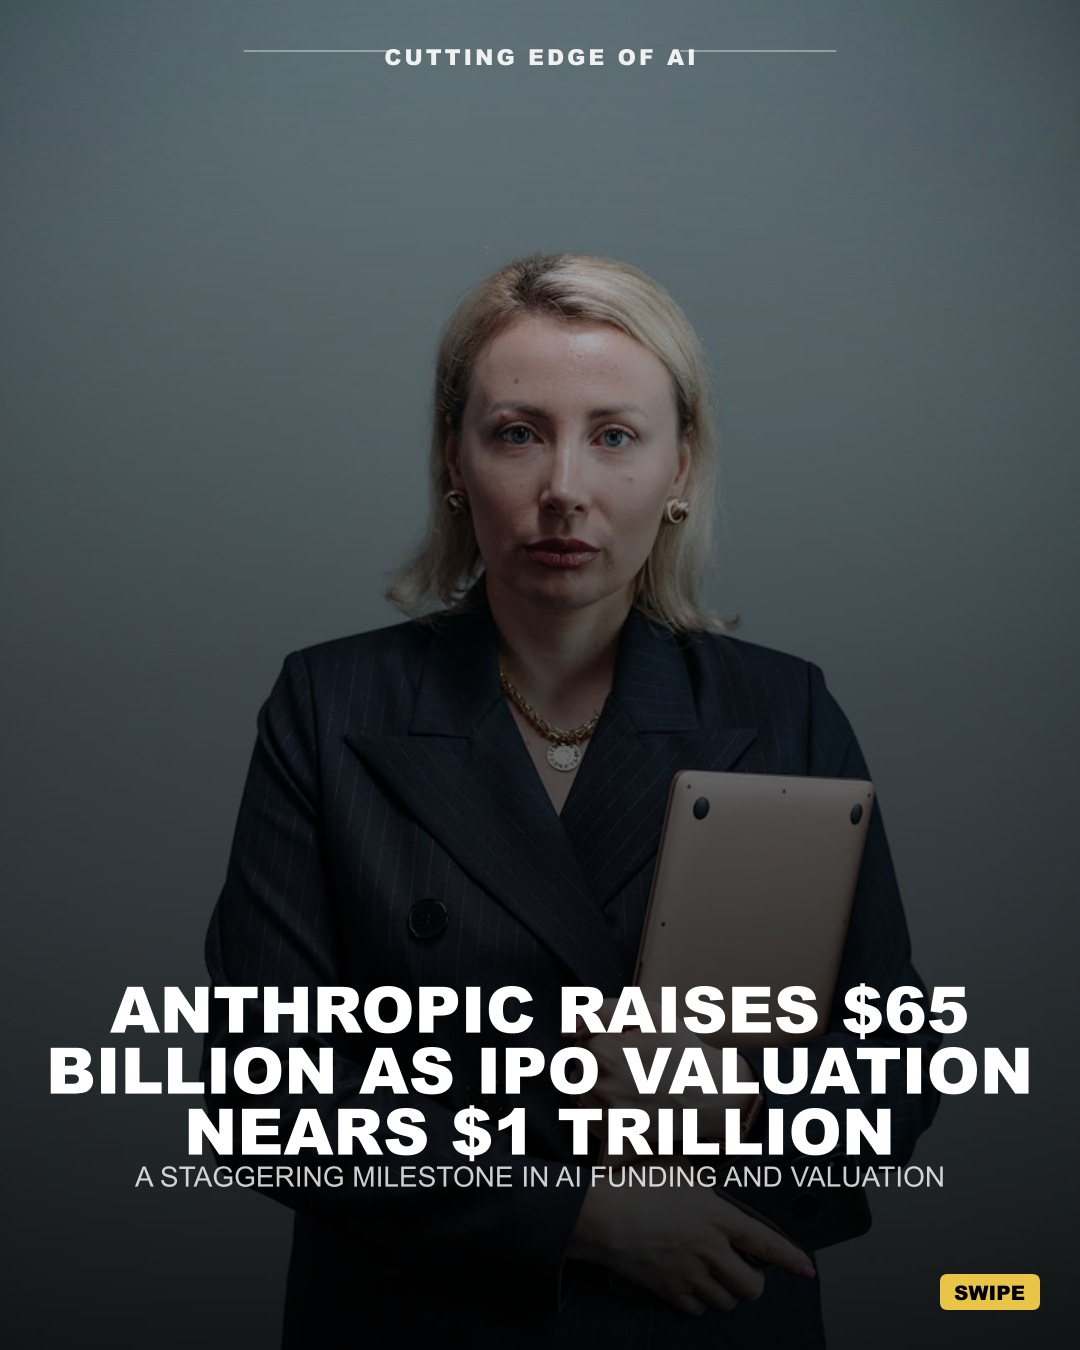 CUTTING EDGE OF AI
ANTHROPIC RAISES $65
BILLION AS IPO VALUATION
NEARS $1 TRILLION
A STAGGERING MILESTONE IN AI FUNDING AND VALUATION
SWIPE